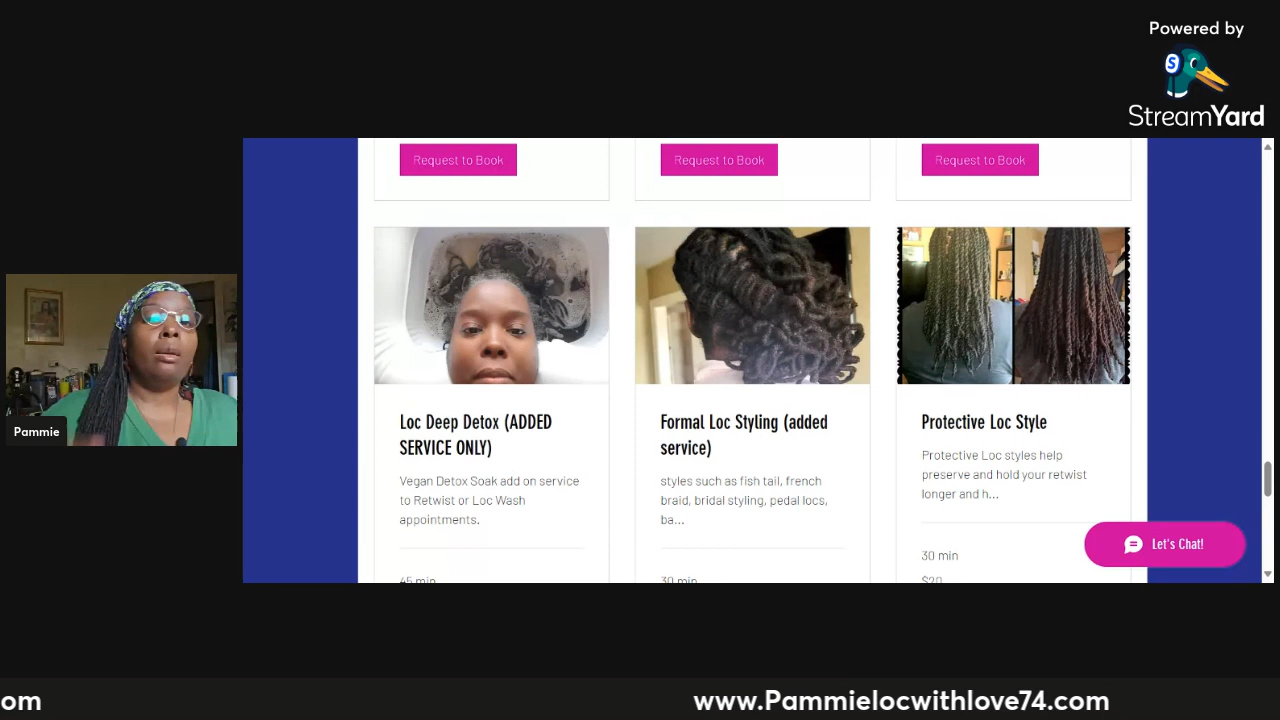 Powered by
StreamYard
Request to Book
Request to Book
Request to Book
Loc Deep Detox (ADDED
SERVICE ONLY)
Vegan Detox Soak add on service
to Retwist or Loc Wash
appointments.
45 min
Formal Loc Styling (added
service)
styles such as fish tail, french
braid, bridal styling, pedal locs,
ba...
30 min
Protective Loc Style
Protective Loc styles help
preserve and hold your retwist
longer and h...
30 min
$20
Let's Chat!
Pammie
om
www.Pammielocwithlove74.com